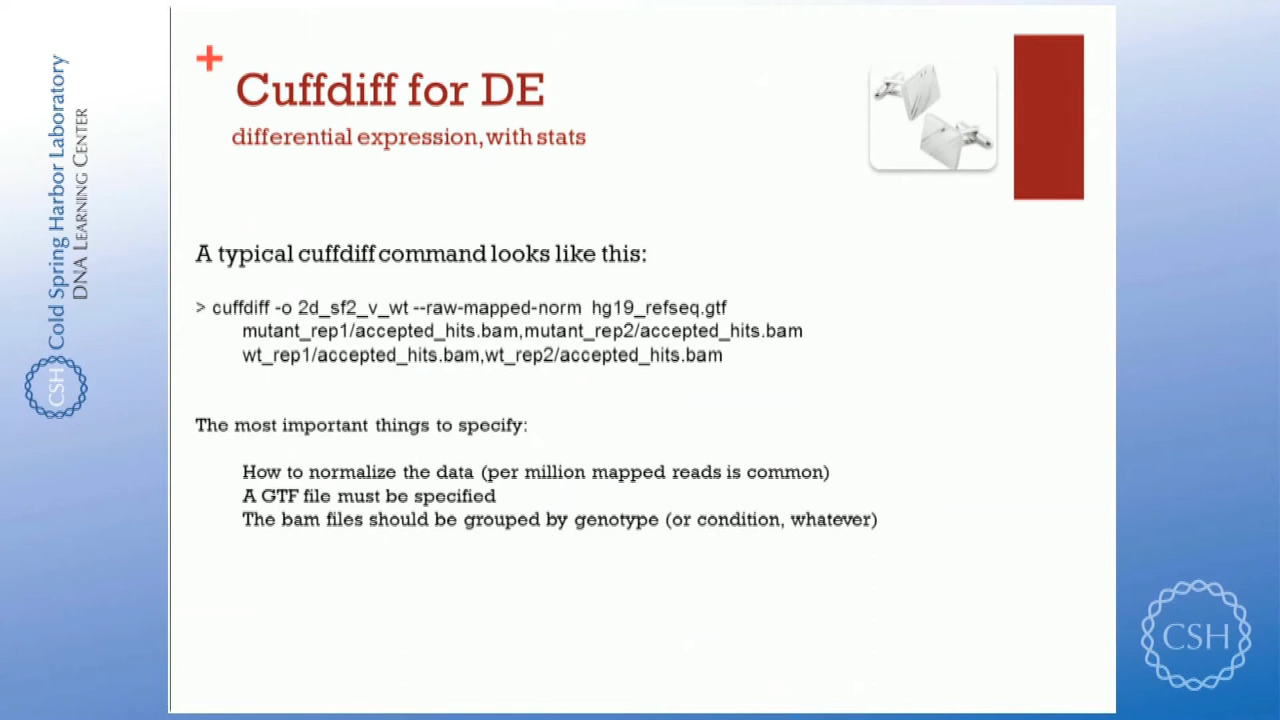 Cold Spring Harbor Laboratory
DNA LEARNING CENTER
CSH
+
Cuffdiff for DE
differential expression, with stats
A typical cuffdiff command looks like this:
> cuffdiff -o 2d_sf2_v_wt --raw-mapped-norm hg19_refseq.gtf
mutant_rep1/accepted_hits.bam,mutant_rep2/accepted_hits.bam
wt_rep1/accepted_hits.bam,wt_rep2/accepted_hits.bam
The most important things to specify:
How to normalize the data (per million mapped reads is common)
A GTF file must be specified
The bam files should be grouped by genotype (or condition, whatever)
CSH